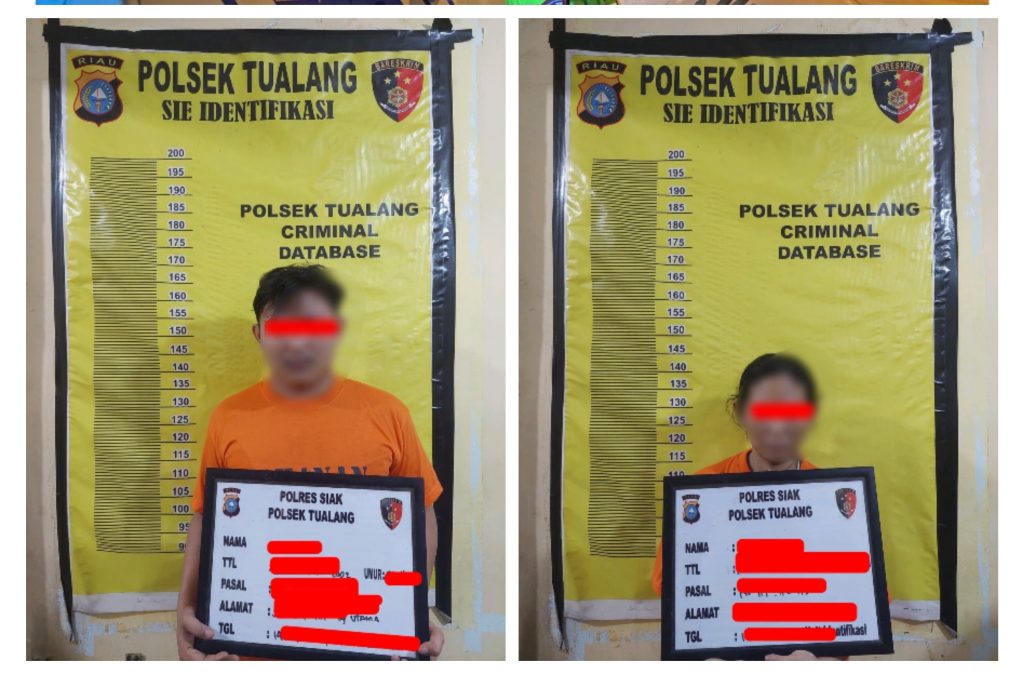 RIAU
POLSEK TUALANG
SIE IDENTIFIKASI
BARESKRIM
200
195
190
185
180
175
170
165
160
155
150
145
140
135
130
125
120
115
110
105
100
95
POLSEK TUALANG
CRIMINAL
DATABASE
POLRES SIAK
POLSEK TUALANG
NAMA
TTL
UNUR:
PASAL :
ALAMAT :
TGL :
RIAU
POLSEK TUALANG
SIE IDENTIFIKASI
BARESKRIM
200
195
190
185
180
175
170
165
160
155
150
145
140
135
130
125
120
115
110
POLSEK TUALANG
CRIMINAL
DATABASE
POLRES SIAK
POLSEK TUALANG
NAMA :
TTL :
PASAL :
ALAMAT :
TGL : Identifikasi